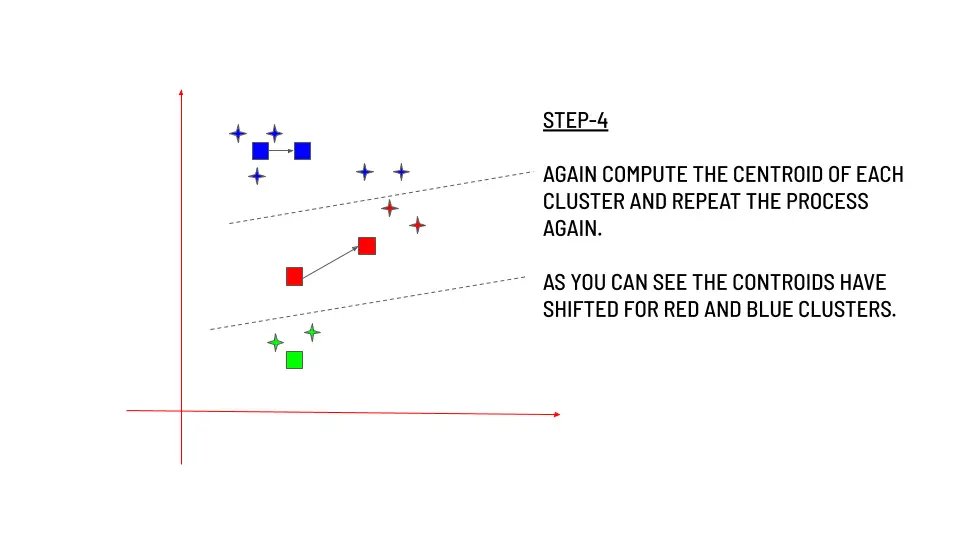 STEP-4
AGAIN COMPUTE THE CENTROID OF EACH
CLUSTER AND REPEAT THE PROCESS
AGAIN.
AS YOU CAN SEE THE CONTROIDS HAVE
SHIFTED FOR RED AND BLUE CLUSTERS.